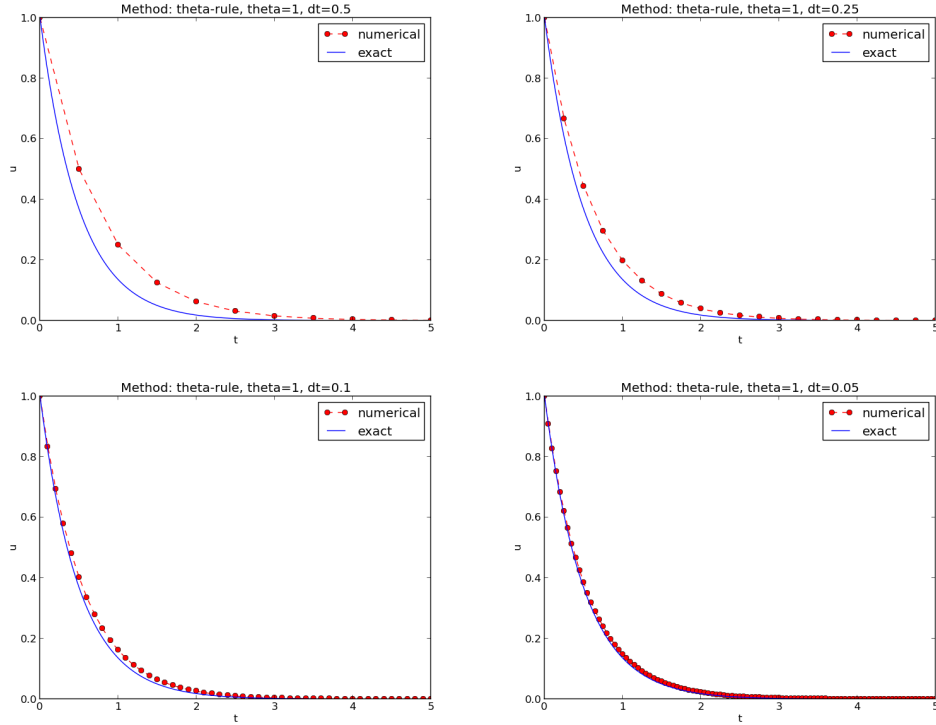 Method: theta-rule, theta=1, dt=0.5
1.0
0.8
0.6
0.4
0.2
0.0
u
numerical
exact
0 1 2 3 4 5
t
Method: theta-rule, theta=1, dt=0.25
1.0
0.8
0.6
0.4
0.2
0.0
u
numerical
exact
0 1 2 3 4 5
t
Method: theta-rule, theta=1, dt=0.1
1.0
0.8
0.6
0.4
0.2
0.0
u
numerical
exact
0 1 2 3 4 5
t
Method: theta-rule, theta=1, dt=0.05
1.0
0.8
0.6
0.4
0.2
0.0
u
numerical
exact
0 1 2 3 4 5
t